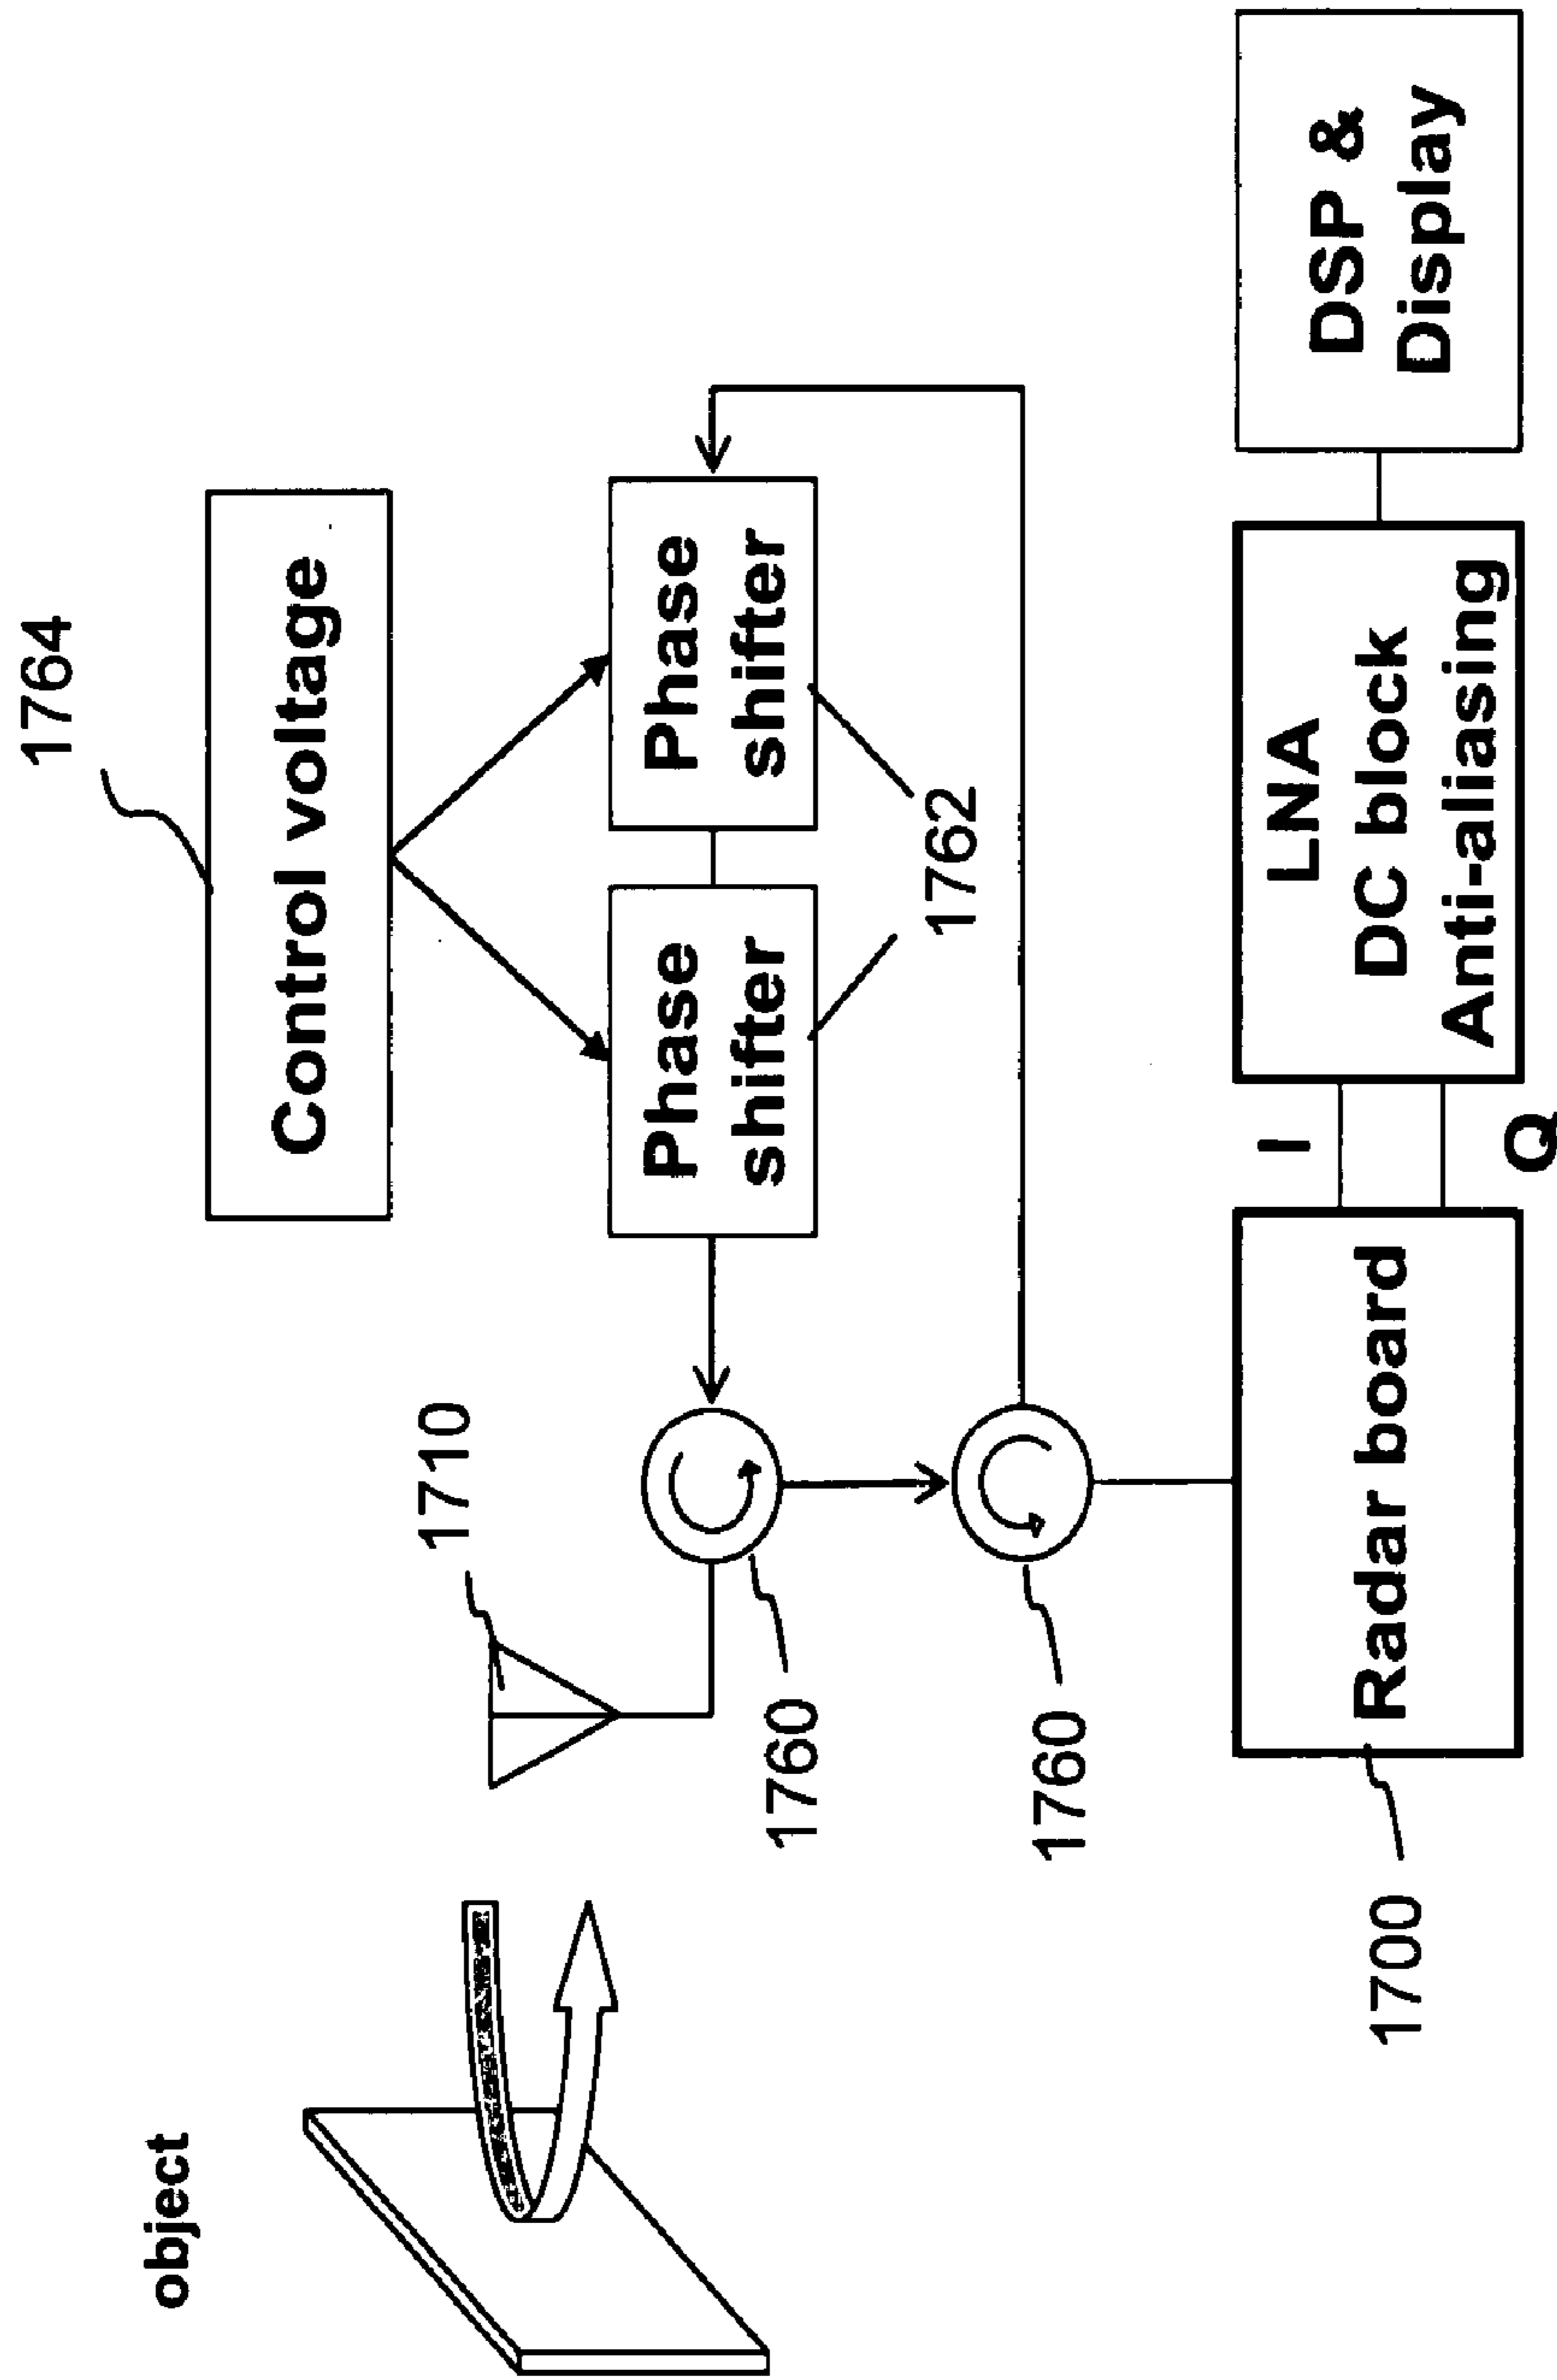 1764
Control voltage
object
1710
Phase
shifter
Phase
shifter
1760
1762
1760
I
Q
1700
Radar board
LNA
DC block
Anti-aliasing
DSP &
Display